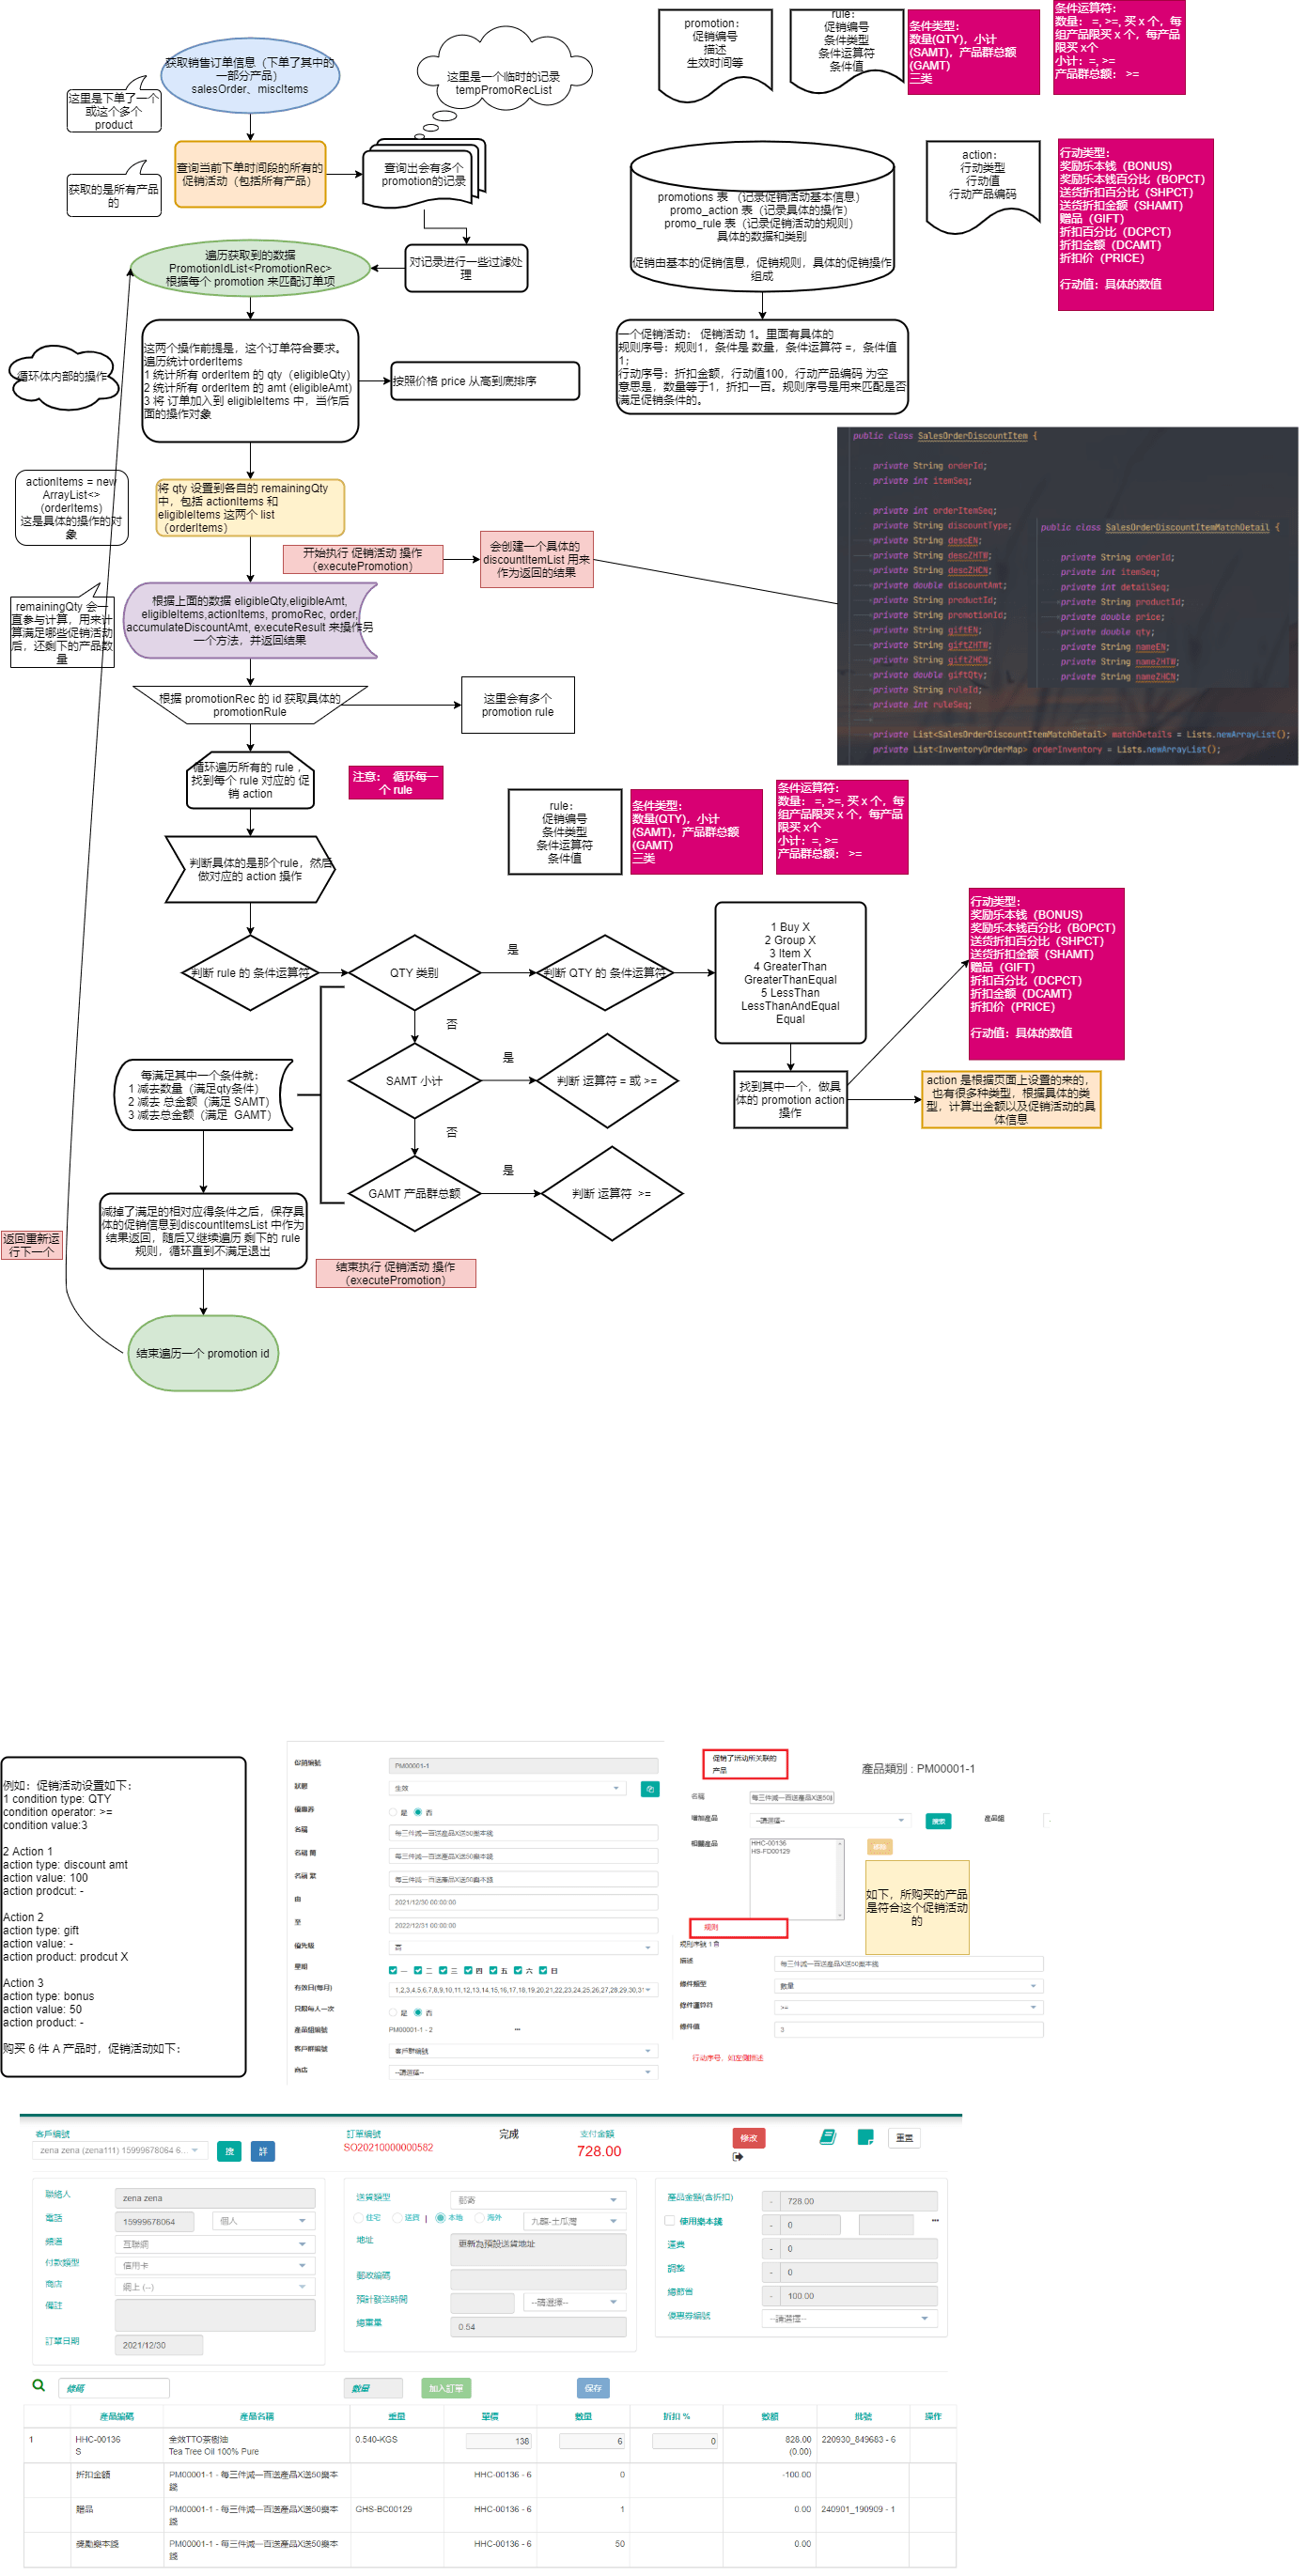 promotion：
促销编号
描述
生效时间等
rule：
促销编号
条件类型
条件运算符
条件值
条件类型：
数量(QTY)，小计
(SAMT)，产品群总额
(GAMT)
三类
条件运算符：
数量： =, >=, 买 x 个，每
组产品限买 x 个，每产品
限买 x个
小计：=, >=
产品群总额： >=
获取销售订单信息（下单了其中的
一部分产品）
salesOrder、miscItems
这里是一个临时的记录
tempPromoRecList
这里是下单了一个
或这个多个
product
查询当前下单时间段的所有的
促销活动（包括所有产品）
查询出会有多个
promotion的记录
获取的是所有产品
的
promotions 表 （记录促销活动基本信息）
promo_action 表（记录具体的操作）
promo_rule 表（记录促销活动的规则）
具体的数据和类别
促销由基本的促销信息，促销规则，具体的促销操作
组成
action：
行动类型
行动值
行动产品编码
行动类型：
奖励乐本钱（BONUS）
奖励乐本钱百分比（BOPCT）
送货折扣百分比（SHPCT）
送货折扣金额（SHAMT）
赠品（GIFT）
折扣百分比（DCPCT）
折扣金额（DCAMT）
折扣价（PRICE）
行动值：具体的数值
遍历获取到的数据
PromotionIdList<PromotionRec>
根据每个 promotion 来匹配订单项
对记录进行一些过滤处
理
这两个操作前提是，这个订单符合要求。
遍历统计orderItems
1 统计所有 orderItem 的 qty（eligibleQty)
2 统计所有 orderItem 的 amt (eligibleAmt)
3 将 订单加入到 eligibleItems 中，当作后
面的操作对象
按照价格 price 从高到底排序
循环体内部的操作
一个促销活动： 促销活动 1。里面有具体的
规则序号：规则1，条件是 数量，条件运算符 =，条件值
1；
行动序号：折扣金额，行动值100，行动产品编码 为空
意思是，数量等于1，折扣一百。规则序号是用来匹配是否
满足促销条件的。
actionItems = new
ArrayList<>
(orderItems)
这是具体的操作的对
象
将 qty 设置到各自的 remainingQty
中，包括 actionItems 和
eligibleItems 这两个 list
（orderItems）
开始执行 促销活动 操作
（executePromotion）
会创建一个具体的
discountItemList 用来
作为返回的结果
public class SalesOrderDiscountItem {
private String orderId;
private int itemSeq;
private int orderItemSeq;
private String discountType;
private String descEN;
private String descZHTW;
private String descZHCN;
private double discountAmt;
private String productId;
private String promotionId;
private String giftEN;
private String giftZHTW;
private String giftZHCN;
private double giftQty;
private String ruleId;
private int ruleSeq;
private List<SalesOrderDiscountItemMatchDetail> matchDetails = Lists.newArrayList();
private List<InventoryOrderMap> orderInventory = Lists.newArrayList();
public class SalesOrderDiscountItemMatchDetail {
private String orderId;
private int itemSeq;
private int detailSeq;
private String productId;
private double price;
private double qty;
private String nameEN;
private String nameZHTW;
private String nameZHCN;
remainingQty 会一
直参与计算，用来计
算满足哪些促销活动
后，还剩下的产品数
量
根据上面的数据 eligibleQty,eligibleAmt,
eligibleItems,actionItems, promoRec, order,
accumulateDiscountAmt, executeResult 来操作另
一个方法，并返回结果
根据 promotionRec 的 id 获取具体的
promotionRule
这里会有多个
promotion rule
循环遍历所有的 rule ，
找到每个 rule 对应的 促
销 action
注意： 循环每一
个 rule
rule：
促销编号
条件类型
条件运算符
条件值
条件类型：
数量(QTY)，小计
(SAMT)，产品群总额
(GAMT)
三类
条件运算符：
数量： =, >=, 买 x 个，每
组产品限买 x 个，每产品
限买 x个
小计：=, >=
产品群总额： >=
判断具体的是那个rule，然后
做对应的 action 操作
判断 rule 的 条件运算符
QTY 类别
是
判断 QTY 的 条件运算符
1 Buy X
2 Group X
3 Item X
4 GreaterThan
GreaterThanEqual
5 LessThan
LessThanAndEqual
Equal
行动类型：
奖励乐本钱（BONUS）
奖励乐本钱百分比（BOPCT）
送货折扣百分比（SHPCT）
送货折扣金额（SHAMT）
赠品（GIFT）
折扣百分比（DCPCT）
折扣金额（DCAMT）
折扣价（PRICE）
行动值：具体的数值
否
SAMT 小计
是
判断 运算符 = 或 >=
找到其中一个，做具
体的 promotion action
操作
action 是根据页面上设置的来的，
也有很多种类型，根据具体的类
型，计算出金额以及促销活动的具
体信息
每满足其中一个条件就：
1 减去数量（满足qty条件）
2 减去 总金额（满足 SAMT）
3 减去总金额（满足 GAMT）
否
GAMT 产品群总额
是
判断 运算符 >=
减掉了满足的相对应得条件之后，保存具
体的促销信息到discountItemsList 中作为
结果返回，随后又继续遍历 剩下的 rule
规则，循环直到不满足退出
返回重新运
行下一个
结束执行 促销活动 操作
（executePromotion）
结束遍历一个 promotion id
例如：促销活动设置如下：
1 condition type: QTY
condition operator: >=
condition value:3
2 Action 1
action type: discount amt
action value: 100
action prodcut: -
Action 2
action type: gift
action value: -
action product: prodcut X
Action 3
action type: bonus
action value: 50
action product: -
购买 6 件 A 产品时，促销活动如下：
促銷編號
PM00001-1
狀態
生效
優惠券
是 否
名稱
每三件減一百送產品X送50樂本錢
名稱 簡
每三件減一百送產品X送50樂本錢
名稱 繁
每三件減一百送產品X送50樂本錢
由
2021/12/30 00:00:00
至
2022/12/31 00:00:00
優先級
否
星期
一 二 三 四 五 六 日
有效日(每月)
1,2,3,4,5,6,7,8,9,10,11,12,13,14,15,16,17,18,19,20,21,22,23,24,25,26,27,28,29,30,31
只限每人一次
是 否
產品組編號
PM00001-1 - 2
客戶群編號
客戶群編號
商店
--請選擇--
促销了活动所关联的
产品
產品類別 : PM00001-1
名稱
每三件減一百送產品X送50
增加產品
--請選擇--
搜索
產品組
相關產品
HHC-00136
HS-FD00129
移除
如下，所购买的产品
是符合这个促销活动
的
规则
規則序號 1 負
描述
每三件減一百送產品X送50樂本錢
條件類型
數量
條件運算符
>=
條件值
3
行动序号，如左侧描述
客戶編號
zena zena (zena111) 15999678064 6...
搜
詳
訂單編號
SO20210000000582
完成
支付金額
728.00
修改
重置
聯絡人
zena zena
電話
15999678064
個人
頻道
互聯網
付款類型
信用卡
商店
網上 (--)
備註
訂單日期
2021/12/30
送貨類型
郵寄
住宅 送貨 | 本地 海外
九龍-土瓜灣
地址
更新為預設送貨地址
郵政編碼
預計發送時間
--請選擇--
總重量
0.54
產品金額(含折扣)
- 728.00
使用樂本錢
- 0
運費
- 0
調整
- 0
總節省
- 100.00
優惠券編號
--請選擇--
條碼
數量
加入訂單
保存
產品編碼 產品名稱 重量 單價 數量 折扣 % 數額 批號 操作
1 HHC-00136 全效TTO茶樹油 0.540-KGS 138 6 0 828.00 220930_849683 - 6
S Tea Tree Oil 100% Pure (0.00)
折扣金額 PM00001-1 - 每三件減一百送產品X送50樂本 HHC-00136 - 6 0 -100.00
錢
贈品 PM00001-1 - 每三件減一百送產品X送50樂本 GHS-BC00129 HHC-00136 - 6 1 0.00 240901_190909 - 1
錢
獎勵樂本錢 PM00001-1 - 每三件減一百送產品X送50樂本 HHC-00136 - 6 50 0.00
錢